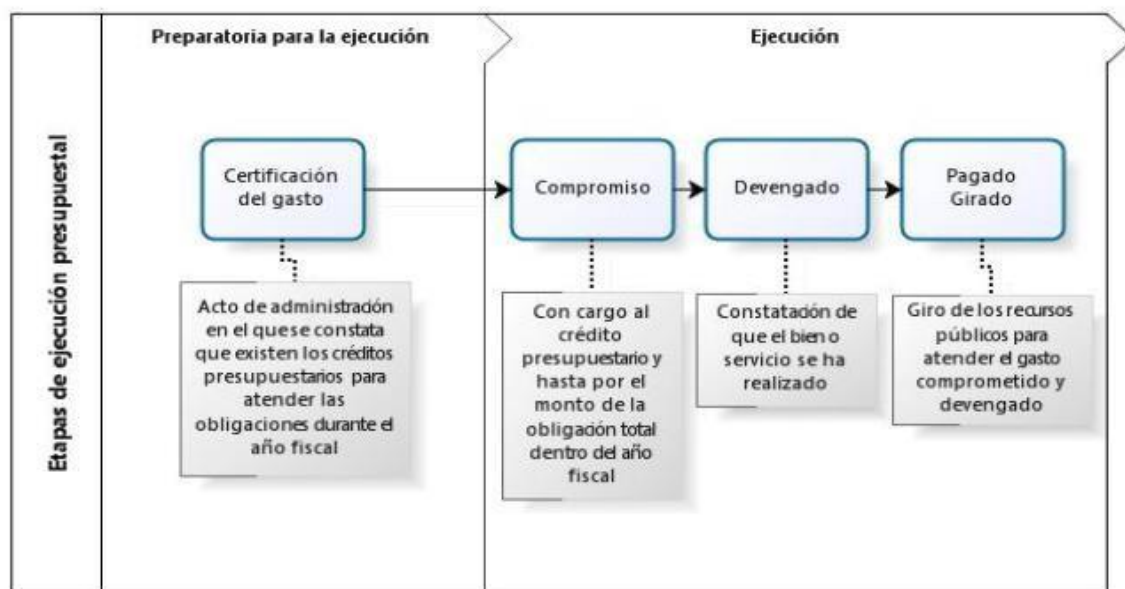 Preparatoria para la ejecución
Ejecución
Etapas de ejecución presupuestal
Certificación
del gasto
Compromiso
Devengado
Pagado
Girado
Acto de administración
en el que se constata
que existen los créditos
presupuestarios para
atender las
obligaciones durante el
año fiscal
Con cargo al
crédito
presupuestario y
hasta por el
monto de la
obligación total
dentro del año
fiscal
Constatación de
que el bien o
servicio se ha
realizado
Giro de los recursos
públicos para
atender el gasto
comprometido y
devengado